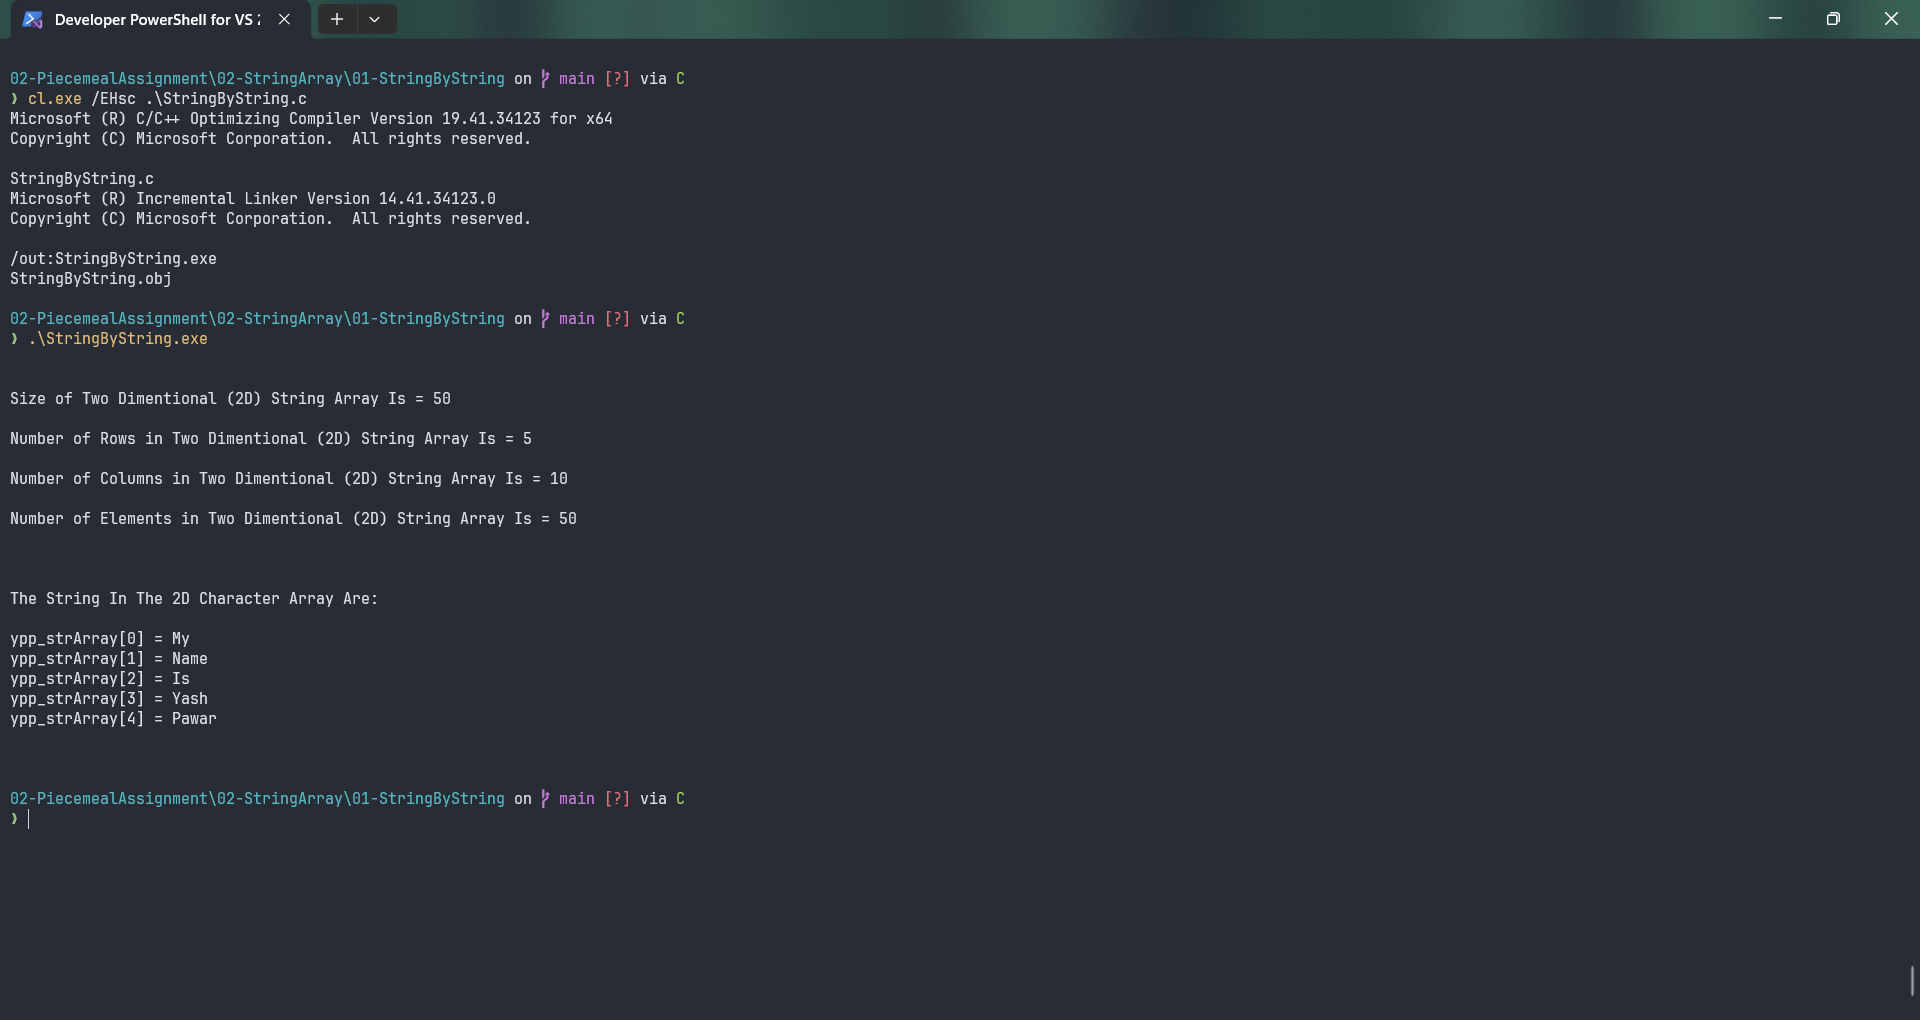 Developer PowerShell for VS 2
02-PiecemealAssignment\02-StringArray\01-StringByString on main [?] via C
❯ cl.exe /EHsc .\StringByString.c
Microsoft (R) C/C++ Optimizing Compiler Version 19.41.34123 for x64
Copyright (C) Microsoft Corporation.  All rights reserved.
StringByString.c
Microsoft (R) Incremental Linker Version 14.41.34123.0
Copyright (C) Microsoft Corporation.  All rights reserved.
/out:StringByString.exe
StringByString.obj
02-PiecemealAssignment\02-StringArray\01-StringByString on main [?] via C
❯ .\StringByString.exe
Size of Two Dimentional (2D) String Array Is = 50
Number of Rows in Two Dimentional (2D) String Array Is = 5
Number of Columns in Two Dimentional (2D) String Array Is = 10
Number of Elements in Two Dimentional (2D) String Array Is = 50
The String In The 2D Character Array Are:
ypp_strArray[0] = My
ypp_strArray[1] = Name
ypp_strArray[2] = Is
ypp_strArray[3] = Yash
ypp_strArray[4] = Pawar
02-PiecemealAssignment\02-StringArray\01-StringByString on main [?] via C
❯